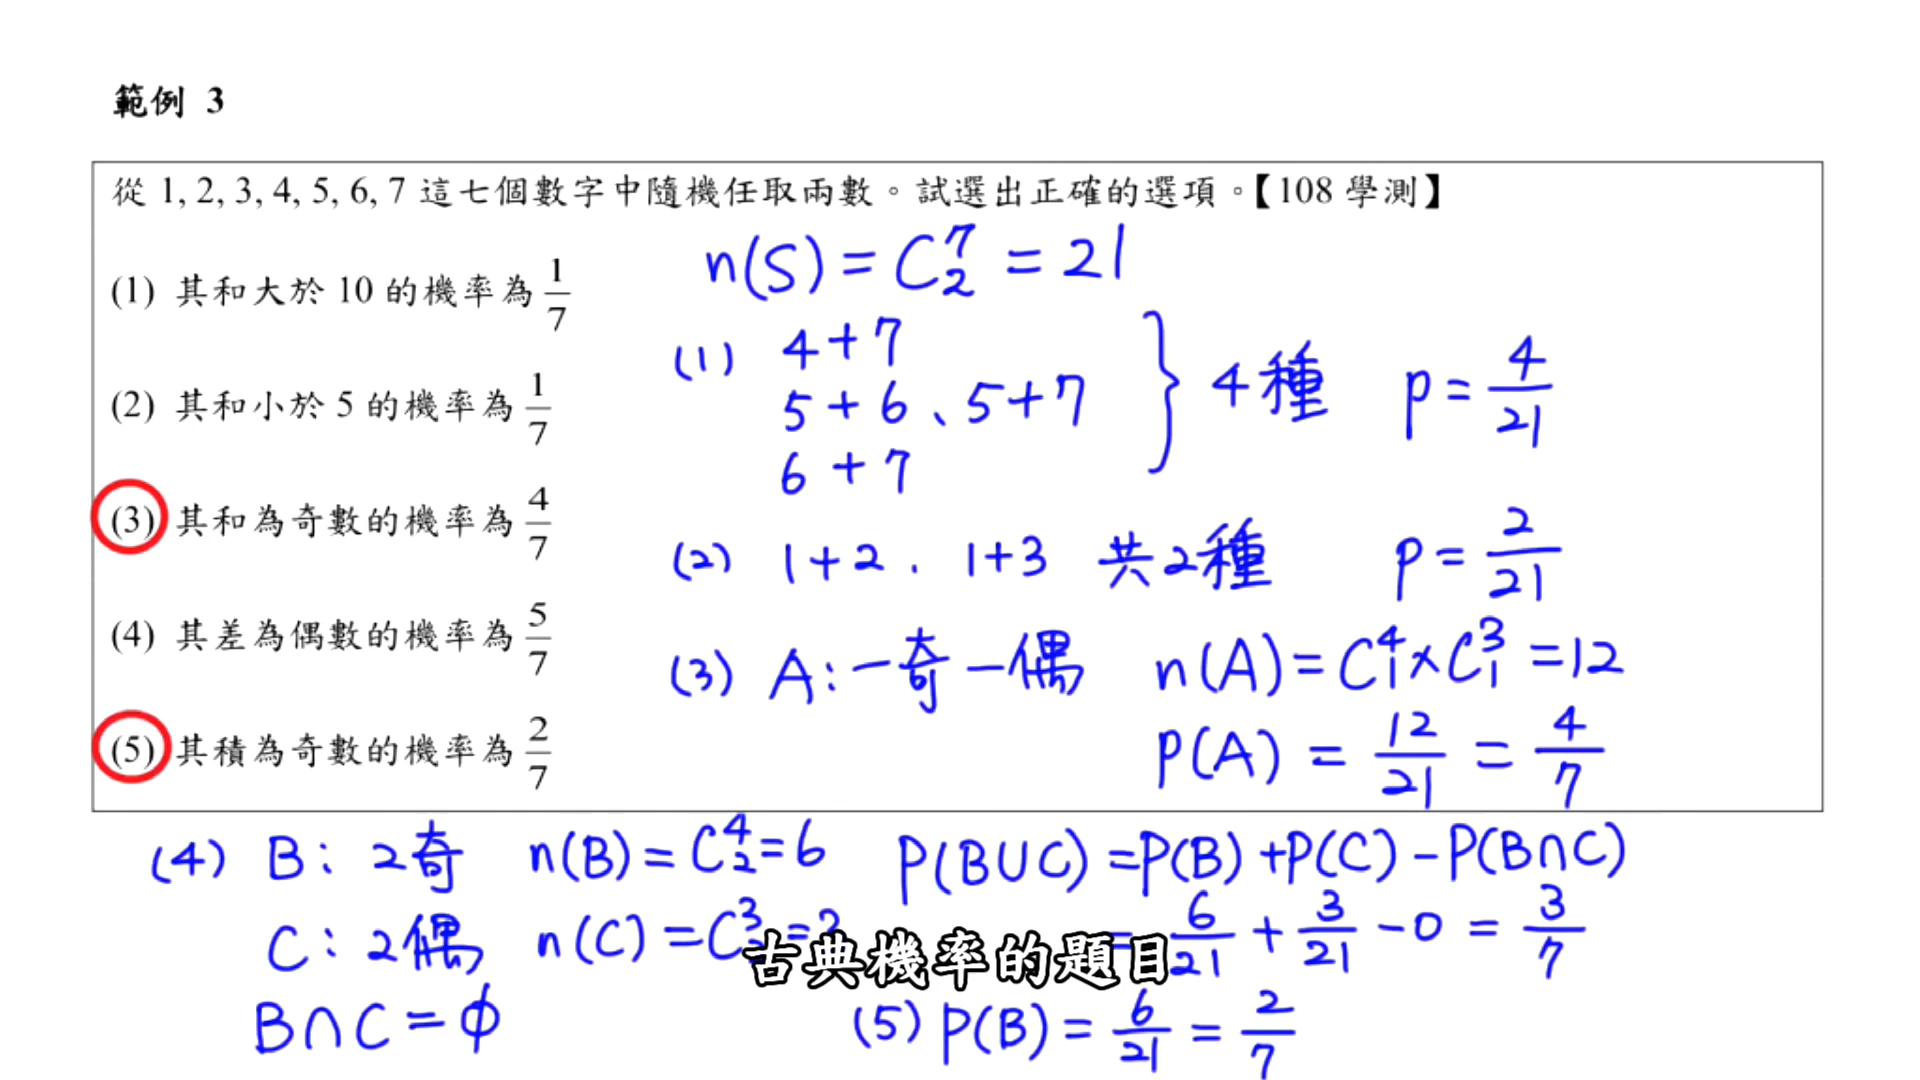 範例 3
從 1, 2, 3, 4, 5, 6, 7 這七個數字中隨機任取兩數。試選出正確的選項。【108 學測】
n(S) = C⁷₂ = 21
(1) 其和大於 10 的機率為 1/7
(2) 其和小於 5 的機率為 1/7
(3) 其和為奇數的機率為 4/7
(4) 其差為偶數的機率為 5/7
(5) 其積為奇數的機率為 2/7
(1) 4+7
5+6、5+7
6+7
} 4種 p = 4/21
(2) 1+2 . 1+3 共2種 p = 2/21
(3) A: 一奇一偶 n(A) = C⁴₁×C³₁ = 12
P(A) = 12/21 = 4/7
(4) B: 2奇 n(B) = C⁴₂ = 6 P(B∪C) = P(B)+P(C)-P(B∩C)
C: 2偶 n(C) = C³ = 6/21 + 3/21 - 0 = 3/7
古典機率的題目
B∩C = ϕ (5) P(B) = 6/21 = 2/7